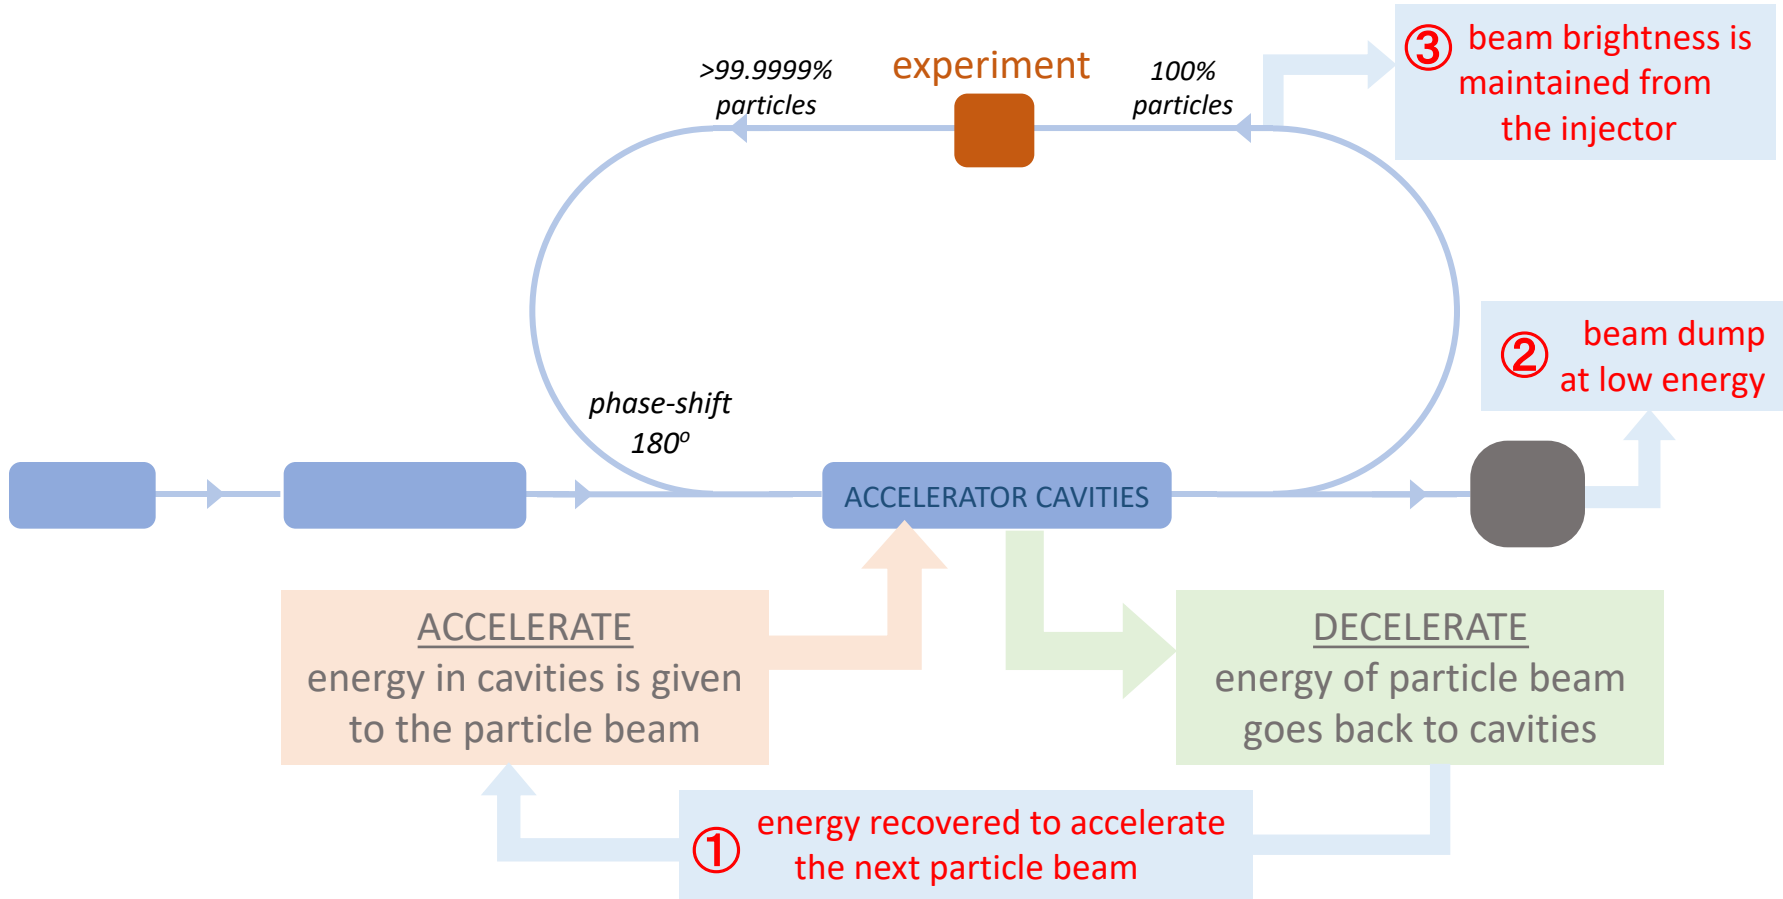 ③ beam brightness is
maintained from
the injector
experiment
>99.9999%
particles
100%
particles
② beam dump
at low energy
phase-shift
180º
ACCELERATOR CAVITIES
ACCELERATE
energy in cavities is given
to the particle beam
DECELERATE
energy of particle beam
goes back to cavities
① energy recovered to accelerate
the next particle beam